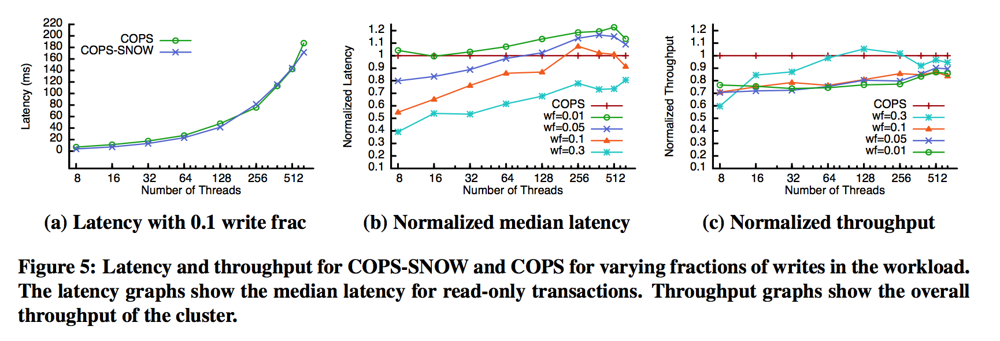 220
200
180
160
140
120
100
80
60
40
20
0
Latency (ms)
COPS
COPS-SNOW
8 16 32 64 128 256 512
Number of Threads
(a) Latency with 0.1 write frac
1.2
1.1
1
0.9
0.8
0.7
0.6
0.5
0.4
0.3
0.2
0.1
Normalized Latency
COPS
wf=0.01
wf=0.05
wf=0.1
wf=0.3
8 16 32 64 128 256 512
Number of Threads
(b) Normalized median latency
1.2
1.1
1
0.9
0.8
0.7
0.6
0.5
0.4
0.3
0.2
0.1
Normalized Throughput
COPS
wf=0.3
wf=0.1
wf=0.05
wf=0.01
8 16 32 64 128 256 512
Number of Threads
(c) Normalized throughput
Figure 5: Latency and throughput for COPS-SNOW and COPS for varying fractions of writes in the workload.
The latency graphs show the median latency for read-only transactions. Throughput graphs show the overall
throughput of the cluster.